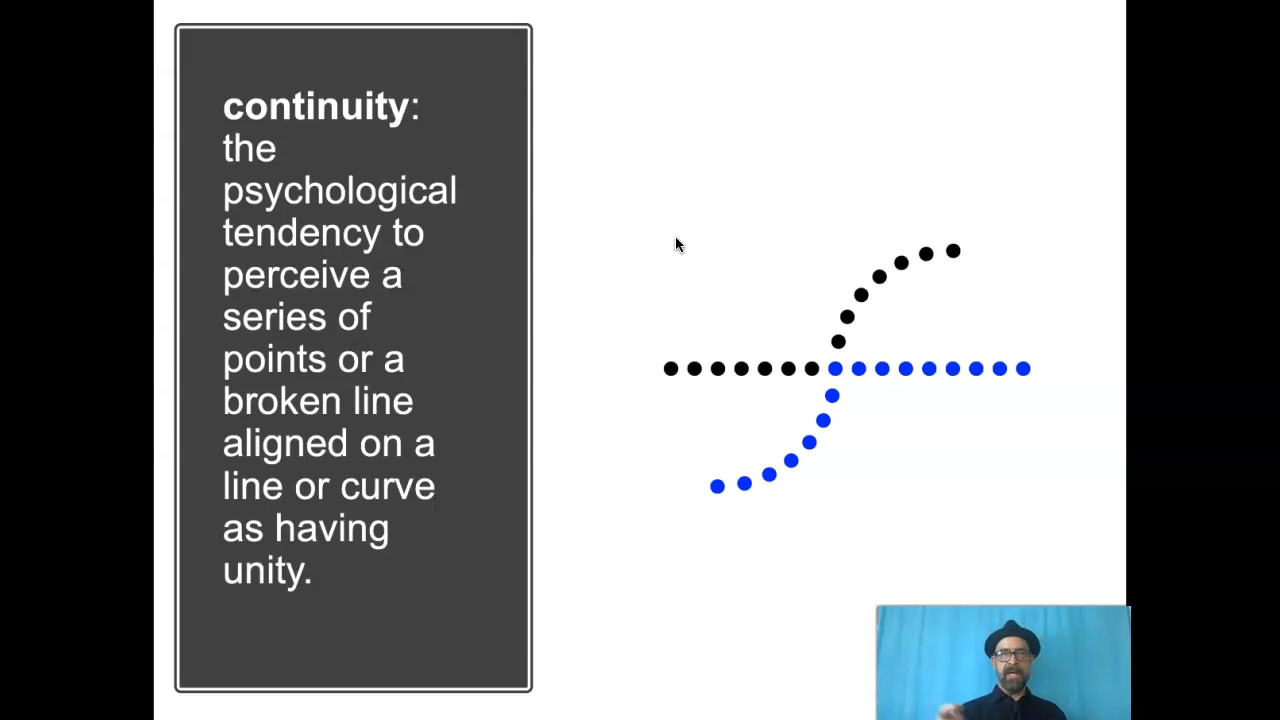 continuity:
the
psychological
tendency to
perceive a
series of
points or a
broken line
aligned on a
line or curve
as having
unity.